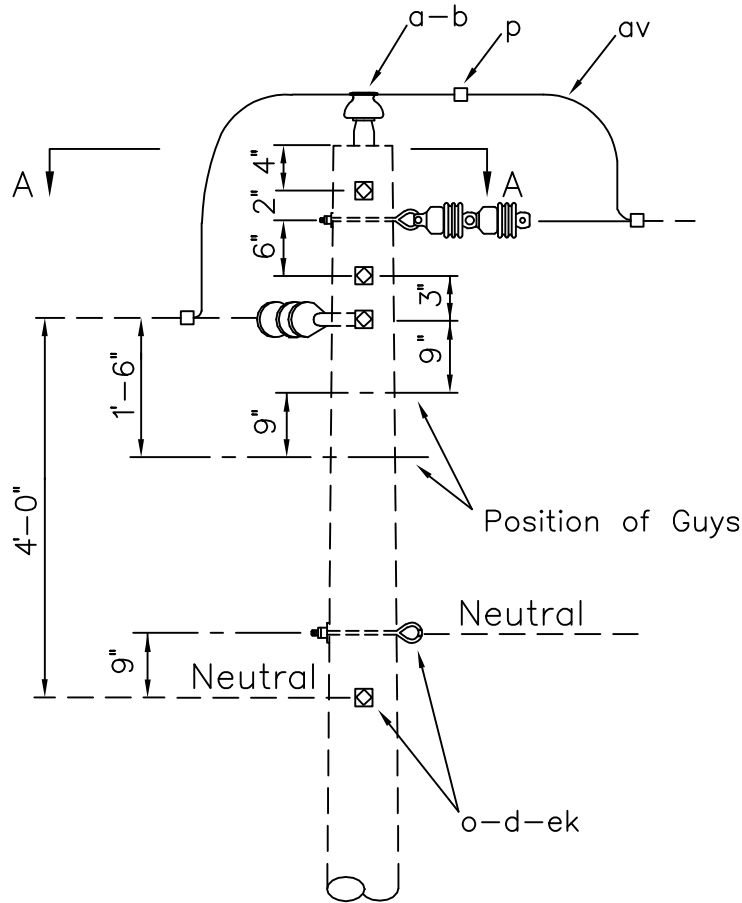 a-b
p
av
A
4"
A
2"
6"
3"
1'-6"
9"
9"
4'-0"
Position of Guys
Neutral
9"
Neutral
o-d-ek